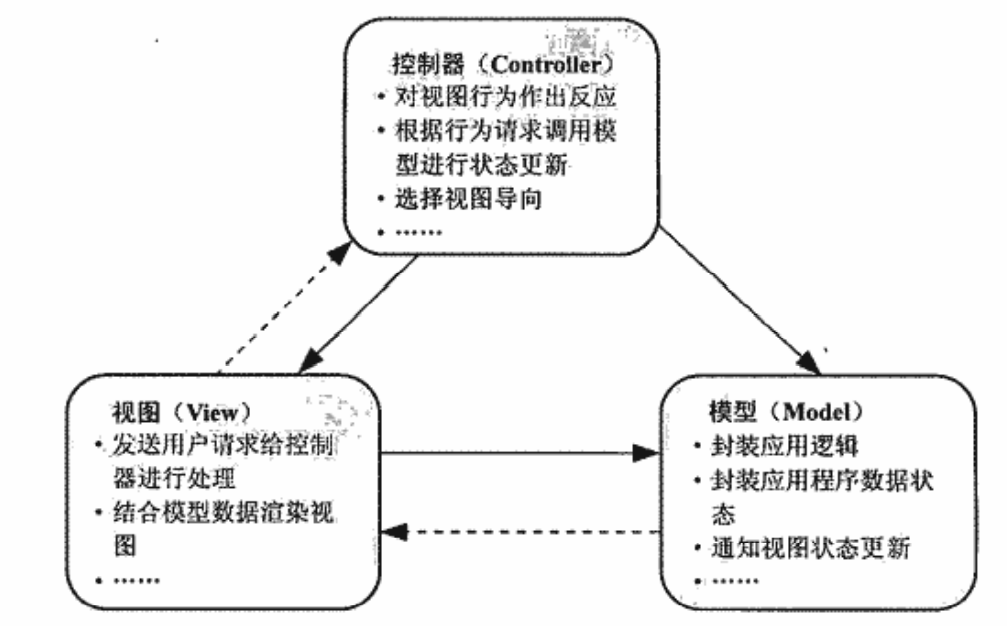 控制器（Controller）
• 对视图行为作出反应
• 根据行为请求调用模
型进行状态更新
• 选择视图导向
• ……
视图（View）
• 发送用户请求给控制
器进行处理
• 结合模型数据渲染视
图
• ……
模型（Model）
• 封装应用逻辑
• 封装应用程序数据状
态
• 通知视图状态更新
• ……